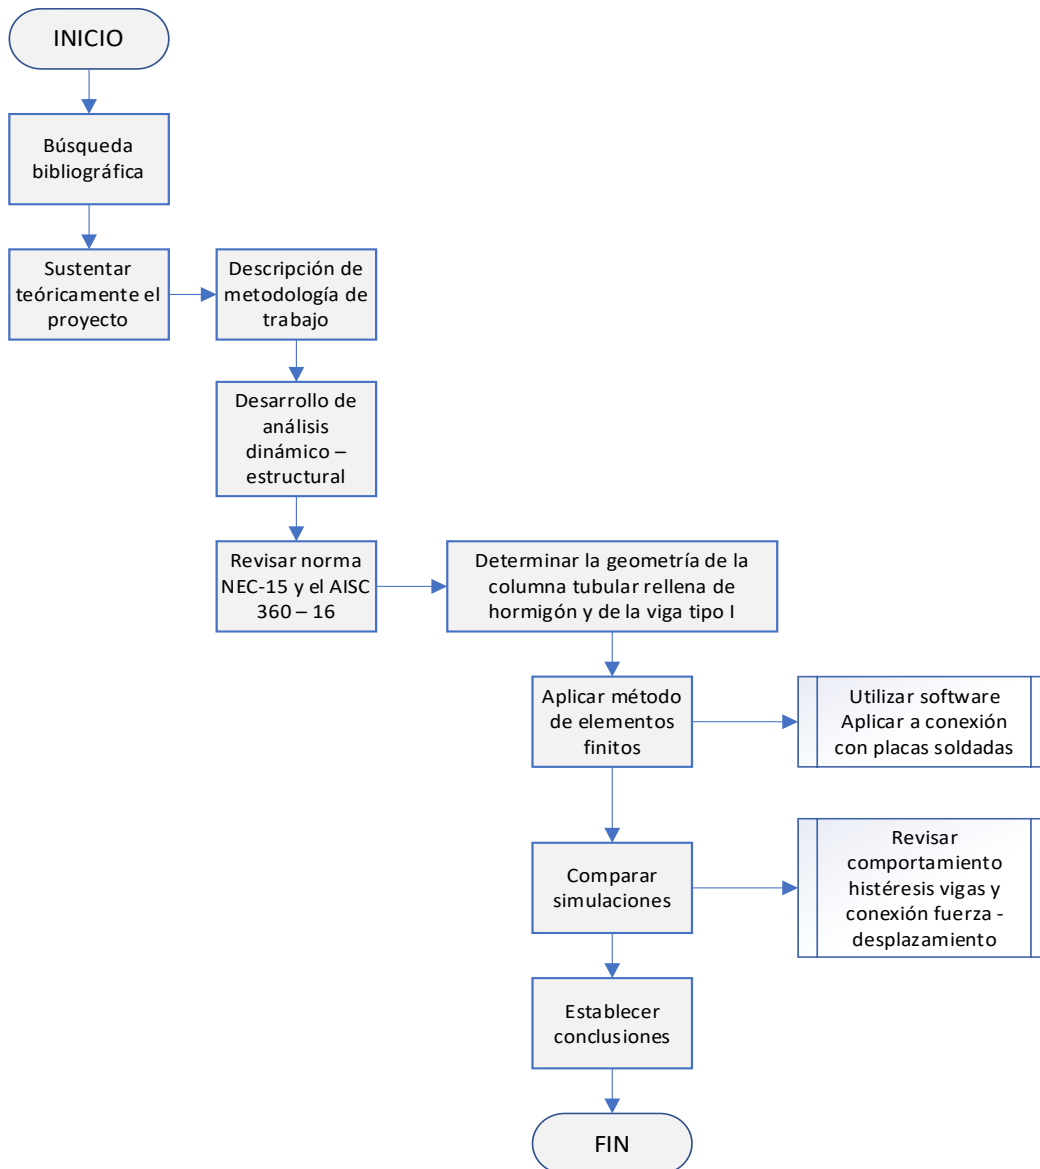 INICIO
Búsqueda
bibliográfica
Sustentar
teóricamente el
proyecto
Descripción de
metodología de
trabajo
Desarrollo de
análisis
dinámico –
estructural
Revisar norma
NEC-15 y el AISC
360 – 16
Determinar la geometría de la
columna tubular rellena de
hormigón y de la viga tipo I
Aplicar método
de elementos
finitos
Utilizar software
Aplicar a conexión
con placas soldadas
Comparar
simulaciones
Revisar
comportamiento
histéresis vigas y
conexión fuerza -
desplazamiento
Establecer
conclusiones
FIN